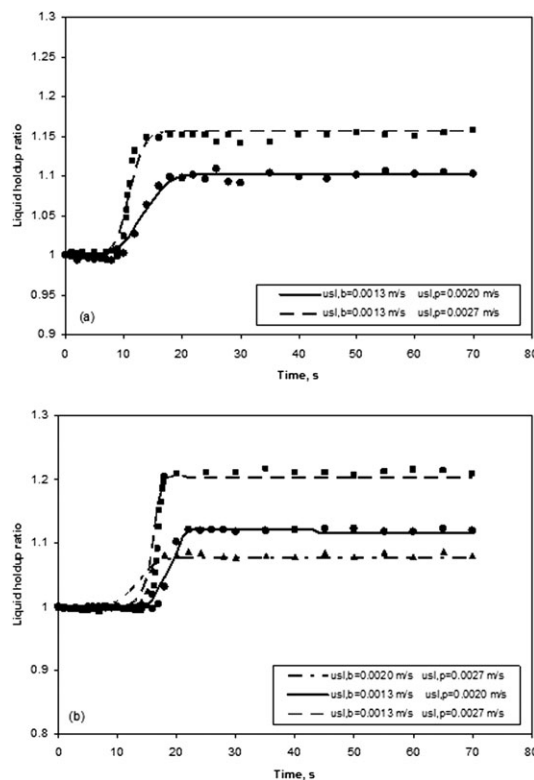 1.3
1.25
1.2
1.15
1.1
1.05
1
0.95
0.9
Liquid holdup ratio
(a)
usl,b=0.0013 m/s usl,p=0.0020 m/s
usl,b=0.0013 m/s usl,p=0.0027 m/s
0 10 20 30 40 50 60 70 80
Time, s
1.3
1.2
1.1
1
0.9
0.8
Liquid holdup ratio
(b)
usl,b=0.0020 m/s usl,p=0.0027 m/s
usl,b=0.0013 m/s usl,p=0.0020 m/s
usl,b=0.0013 m/s usl,p=0.0027 m/s
0 10 20 30 40 50 60 70 80
Time, s